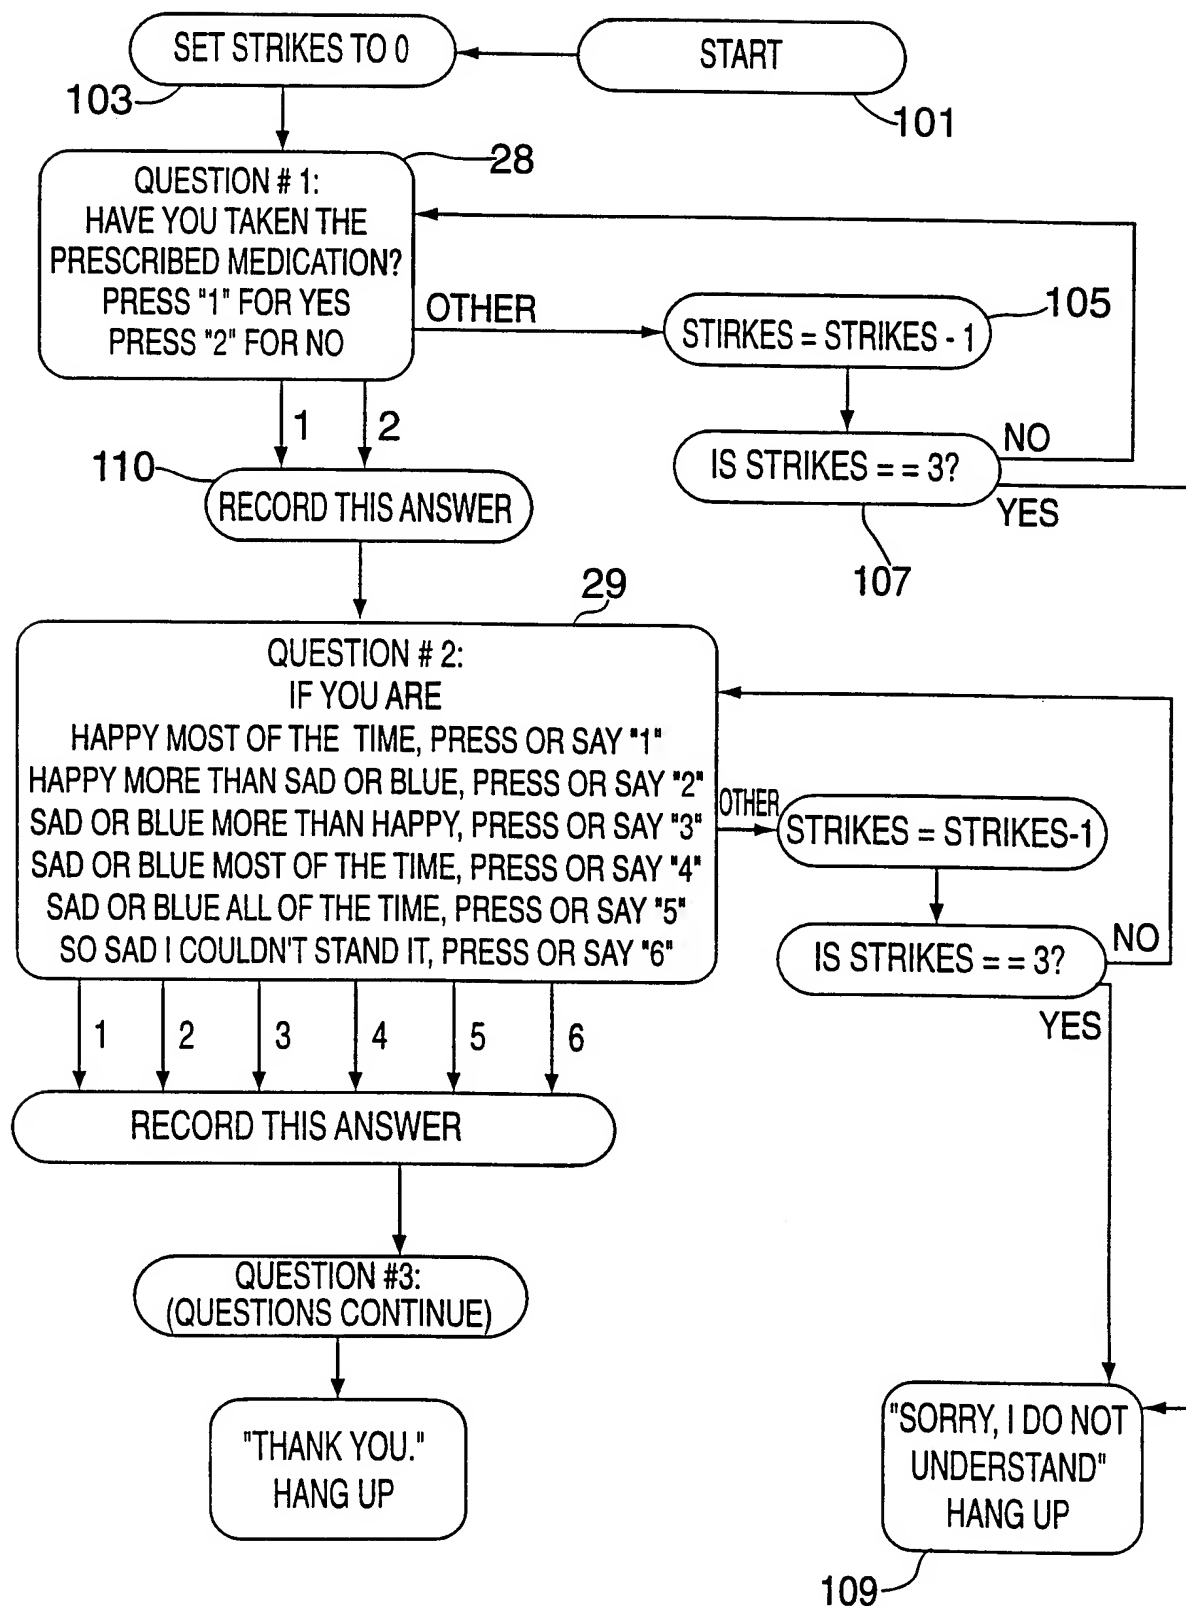 SET STRIKES TO 0
START
103
101
28
QUESTION # 1:
HAVE YOU TAKEN THE
PRESCRIBED MEDICATION?
PRESS "1" FOR YES
PRESS "2" FOR NO
OTHER
105
STIRKES = STRIKES - 1
1
2
NO
IS STRIKES = = 3?
YES
107
110
RECORD THIS ANSWER
29
QUESTION # 2:
IF YOU ARE
HAPPY MOST OF THE TIME, PRESS OR SAY "1"
HAPPY MORE THAN SAD OR BLUE, PRESS OR SAY "2"
SAD OR BLUE MORE THAN HAPPY, PRESS OR SAY "3"
SAD OR BLUE MOST OF THE TIME, PRESS OR SAY "4"
SAD OR BLUE ALL OF THE TIME, PRESS OR SAY "5"
SO SAD I COULDN'T STAND IT, PRESS OR SAY "6"
OTHER
STRIKES = STRIKES-1
IS STRIKES = = 3?
NO
YES
1
2
3
4
5
6
RECORD THIS ANSWER
QUESTION #3:
(QUESTIONS CONTINUE)
"THANK YOU."
HANG UP
"SORRY, I DO NOT
UNDERSTAND"
HANG UP
109